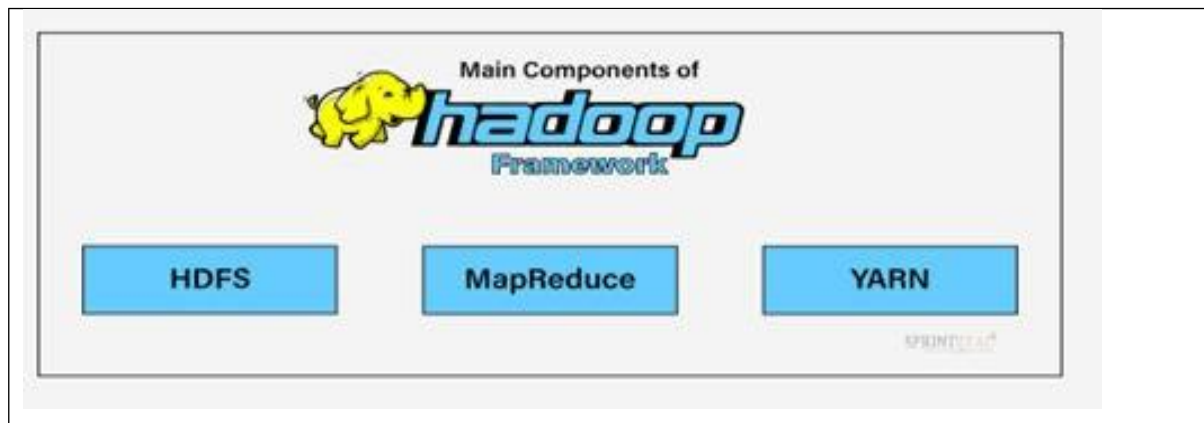 Main Components of
hadoop
Framework
HDFS
MapReduce
YARN